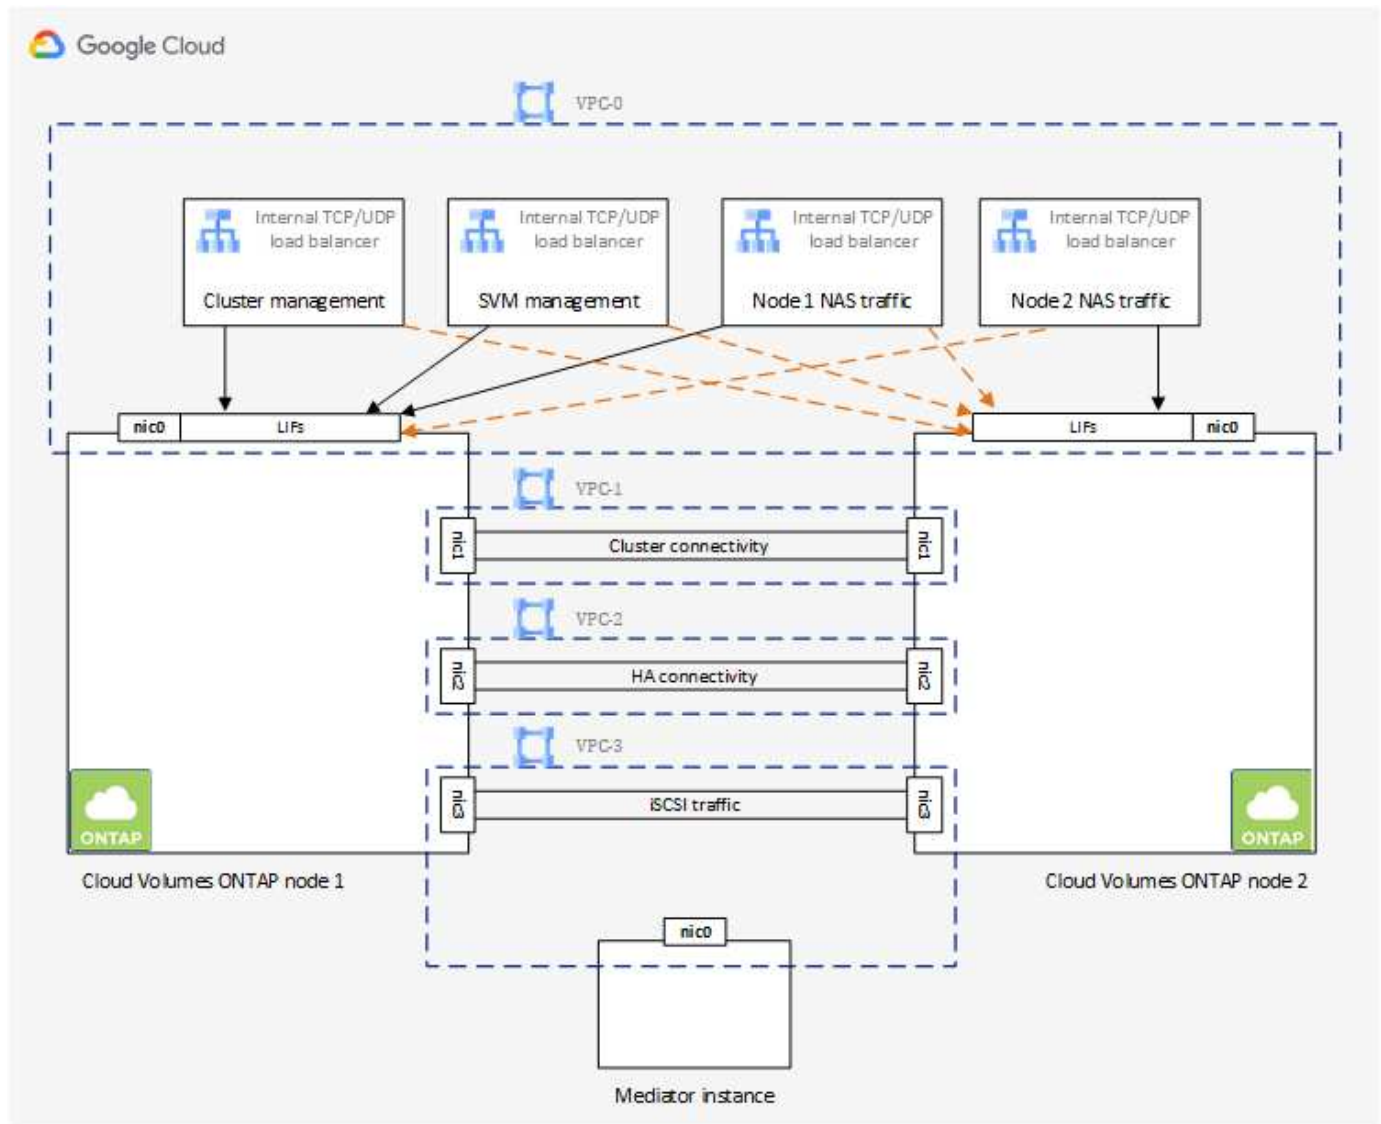 Google Cloud
VPC-0
Internal TCP/UDP
load balancer
Cluster management
Internal TCP/UDP
load balancer
SVM management
Internal TCP/UDP
load balancer
Node 1 NAS traffic
Internal TCP/UDP
load balancer
Node 2 NAS traffic
nic0
LIFs
LIFs
nic0
VPC-1
nic1
Cluster connectivity
nic1
VPC-2
nic2
HA connectivity
nic2
VPC-3
nic3
iSCSI traffic
nic3
ONTAP
ONTAP
Cloud Volumes ONTAP node 1
Cloud Volumes ONTAP node 2
nic0
Mediator instance